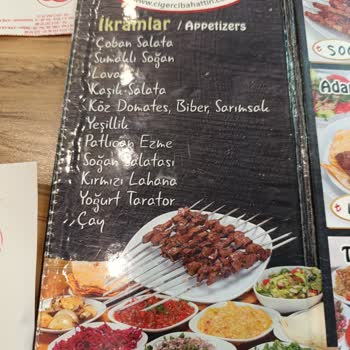 www.cigercibahattin.c
İkramlar / Appetizers
Çoban Salata
Sumaklı Soğan
Lavaş
Kaşık Salata
Köz Domates, Biber, Sarımsak
Yeşillik
Patlıcan Ezme
Soğan Salatası
Kırmızı Lahana
Yoğurt Tarator
Çay
Ada